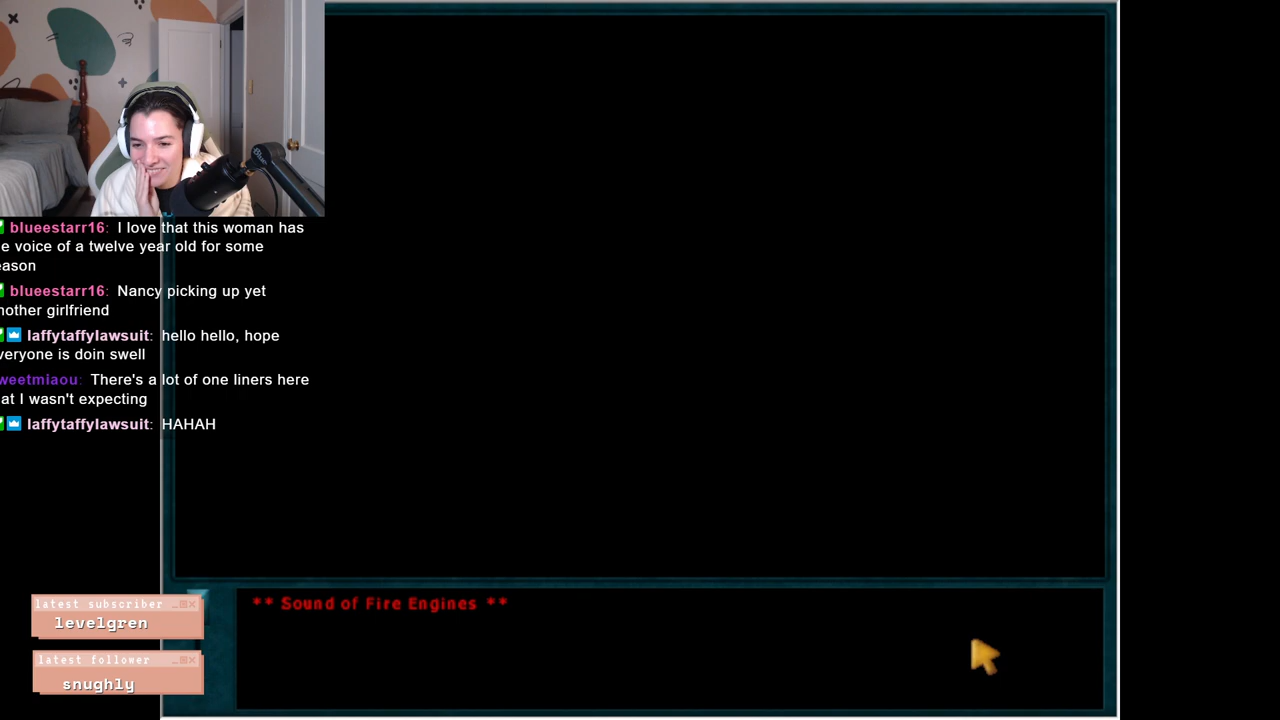 blueestarr16: I love that this woman has
e voice of a twelve year old for some
eason
blueestarr16: Nancy picking up yet
nother girlfriend
laffytaffylawsuit: hello hello, hope
veryone is doin swell
weetmiaou: There's a lot of one liners here
at I wasn't expecting
laffytaffylawsuit: HAHAH
latest subscriber
levelgren
latest follower
snughly
** Sound of Fire Engines **